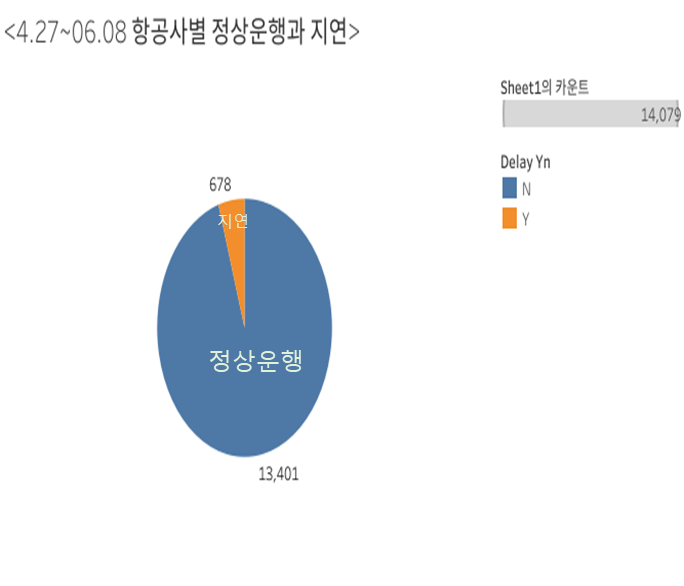 <4.27~06.08 항공사별 정상운행과 지연>
Sheet1의 카운트
14,079
Delay Yn
N
Y
678
지연
정상운행
13,401